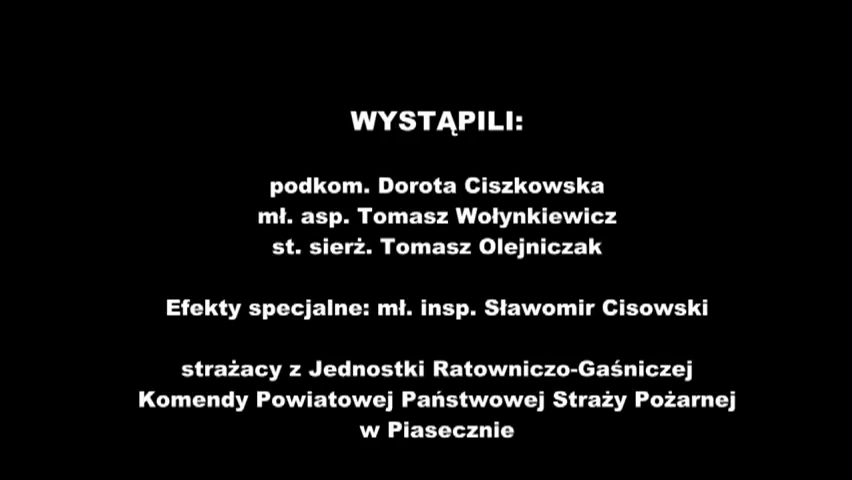 WYSTĄPILI:
podkom. Dorota Ciszkowska
mł. asp. Tomasz Wołynkiewicz
st. sierż. Tomasz Olejniczak
Efekty specjalne: mł. insp. Sławomir Cisowski
strażacy z Jednostki Ratowniczo-Gaśniczej
Komendy Powiatowej Państwowej Straży Pożarnej
w Piasecznie